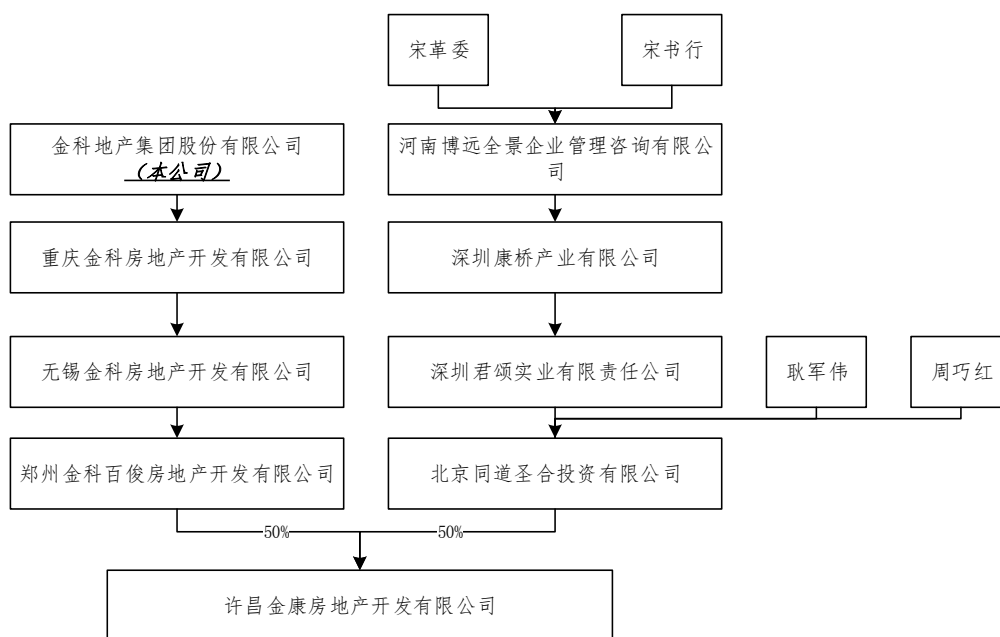 宋革委
宋书行
金科地产集团股份有限公司
（本公司）
河南博远全景企业管理咨询有限公
司
重庆金科房地产开发有限公司
深圳康桥产业有限公司
无锡金科房地产开发有限公司
深圳君颂实业有限责任公司
耿军伟
周巧红
郑州金科百俊房地产开发有限公司
北京同道圣合投资有限公司
50%
50%
许昌金康房地产开发有限公司